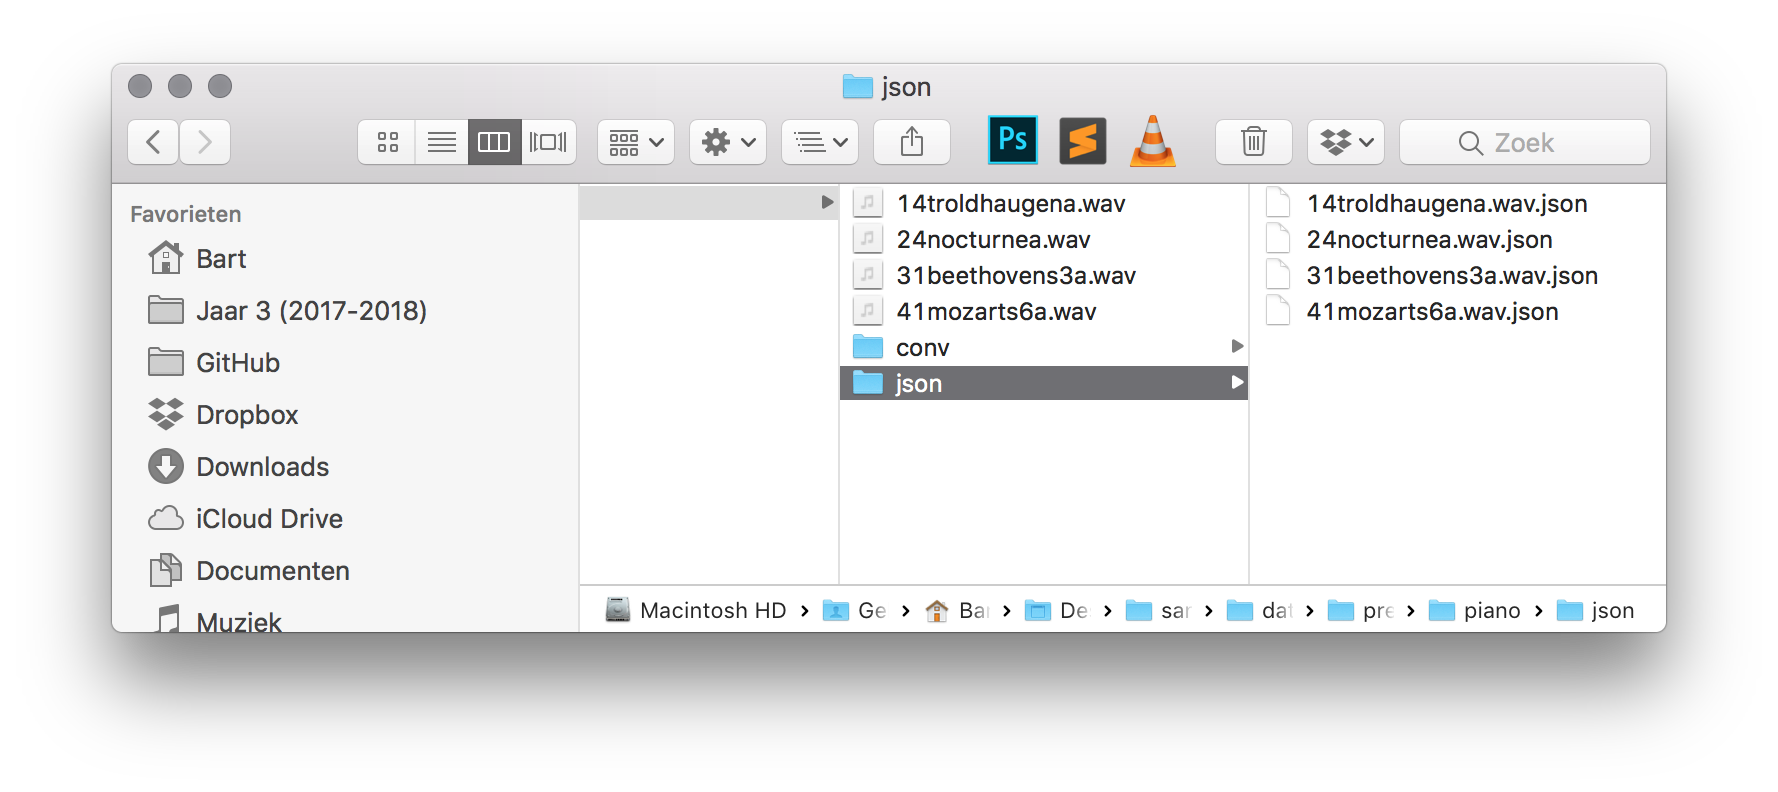 json
Ps
Zoek
Favorieten
Bart
Jaar 3 (2017-2018)
GitHub
Dropbox
Downloads
iCloud Drive
Documenten
Muziek
14troldhaugena.wav
24nocturnea.wav
31beethovens3a.wav
41mozarts6a.wav
conv
json
14troldhaugena.wav.json
24nocturnea.wav.json
31beethovens3a.wav.json
41mozarts6a.wav.json
Macintosh HD › Ge › Bar › De › sar › dat › pre › piano › json